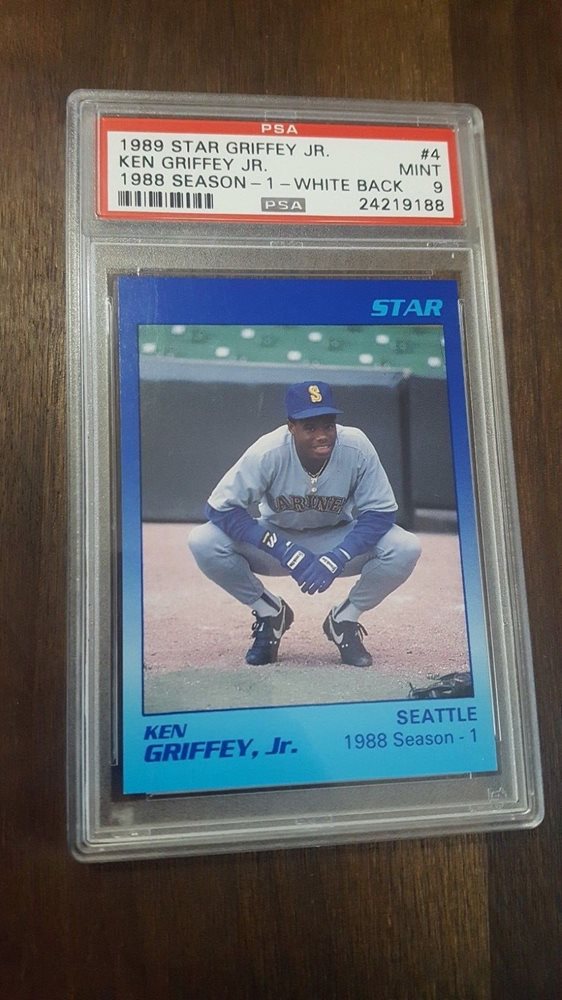 PSA
1989 STAR GRIFFEY JR. #4
KEN GRIFFEY JR. MINT
1988 SEASON - 1 - WHITE BACK 9
PSA 24219188
STAR
S
ARINE
KEN
GRIFFEY, Jr.
SEATTLE
1988 Season - 1